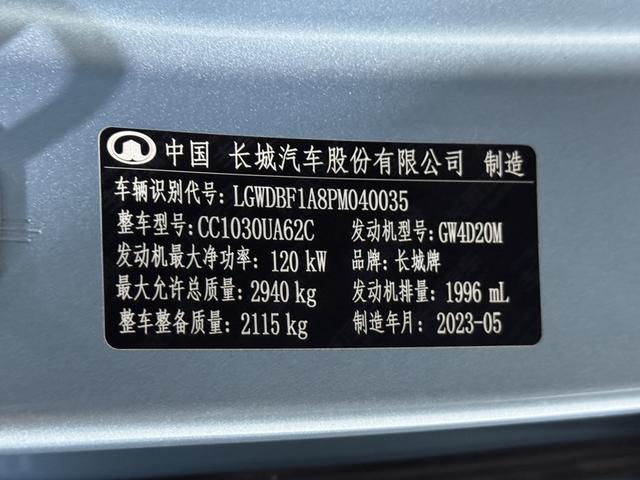 中国 长城汽车股份有限公司 制造
车辆识别代号: LGWDBF1A8PM040035
整车型号: CC1030UA62C 发动机型号: GW4D20M
发动机最大净功率: 120 kW 品牌: 长城牌
最大允许总质量: 2940 kg 发动机排量: 1996 mL
整车整备质量: 2115 kg 制造年月: 2023-05